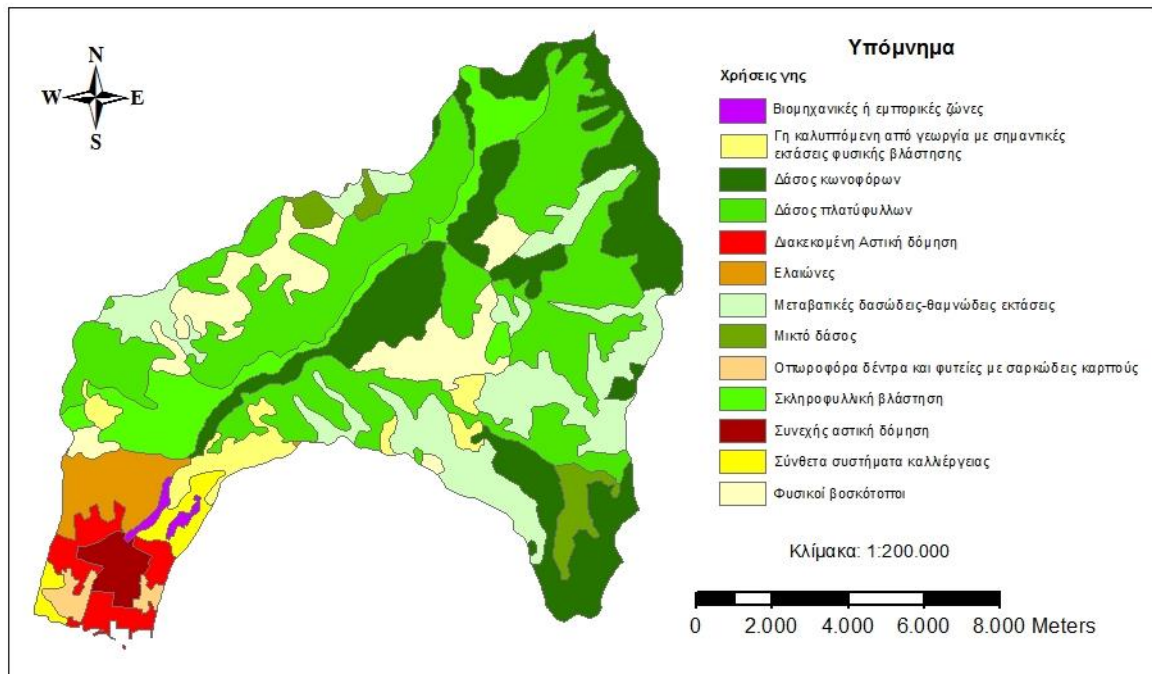 N
W E
S
Υπόμνημα
Χρήσεις γης
Βιομηχανικές ή εμπορικές ζώνες
Γη καλυπτόμενη από γεωργία με σημαντικές
εκτάσεις φυσικής βλάστησης
Δάσος κωνοφόρων
Δάσος πλατύφυλλων
Διακεκομένη Αστική δόμηση
Ελαιώνες
Μεταβατικές δασώδεις-θαμνώδεις εκτάσεις
Μικτό δάσος
Οπωροφόρα δέντρα και φυτείες με σαρκώδεις καρπούς
Σκληροφυλλική βλάστηση
Συνεχής αστική δόμηση
Σύνθετα συστήματα καλλιέργειας
Φυσικοί βοσκότοποι
Κλίμακα: 1:200.000
0 2.000 4.000 6.000 8.000 Meters